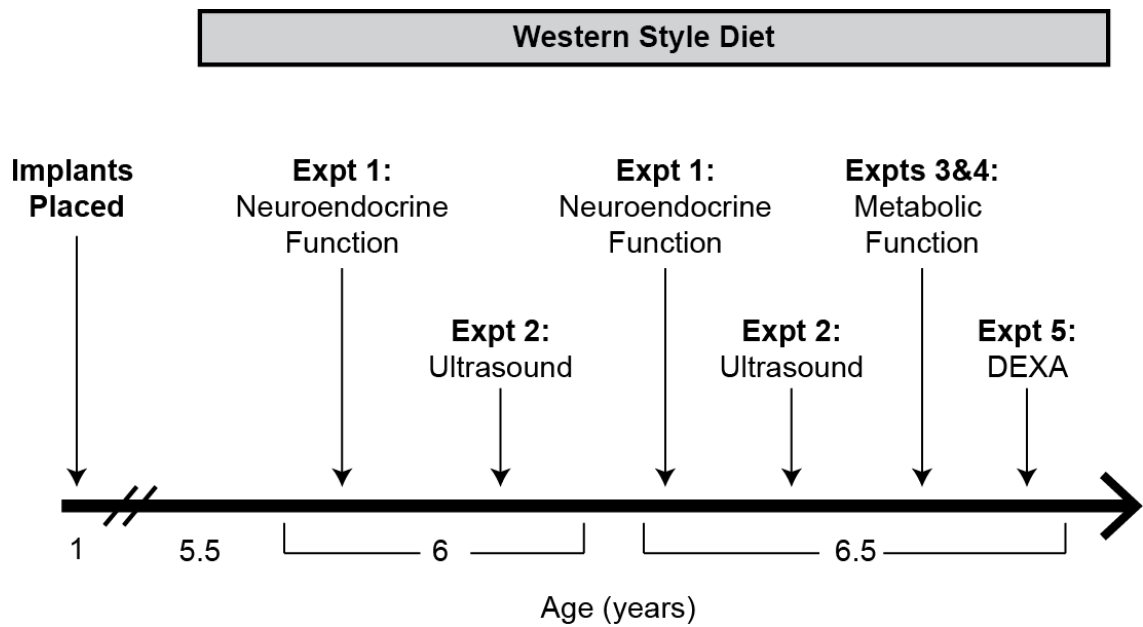 Western Style Diet
Implants
Placed
Expt 1:
Neuroendocrine
Function
Expt 1:
Neuroendocrine
Function
Expts 3&4:
Metabolic
Function
Expt 2:
Ultrasound
Expt 2:
Ultrasound
Expt 5:
DEXA
1
5.5
6
6.5
Age (years)